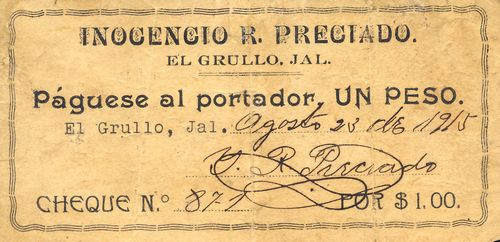 INOCENCIO R. PRECIADO.
EL GRULLO, JAL.
Páguese al portador, UN PESO.
El Grullo, Jal. Agosto 23 de 1915
Y. R. Preciado
CHEQUE N.º 871 POR $1.00.